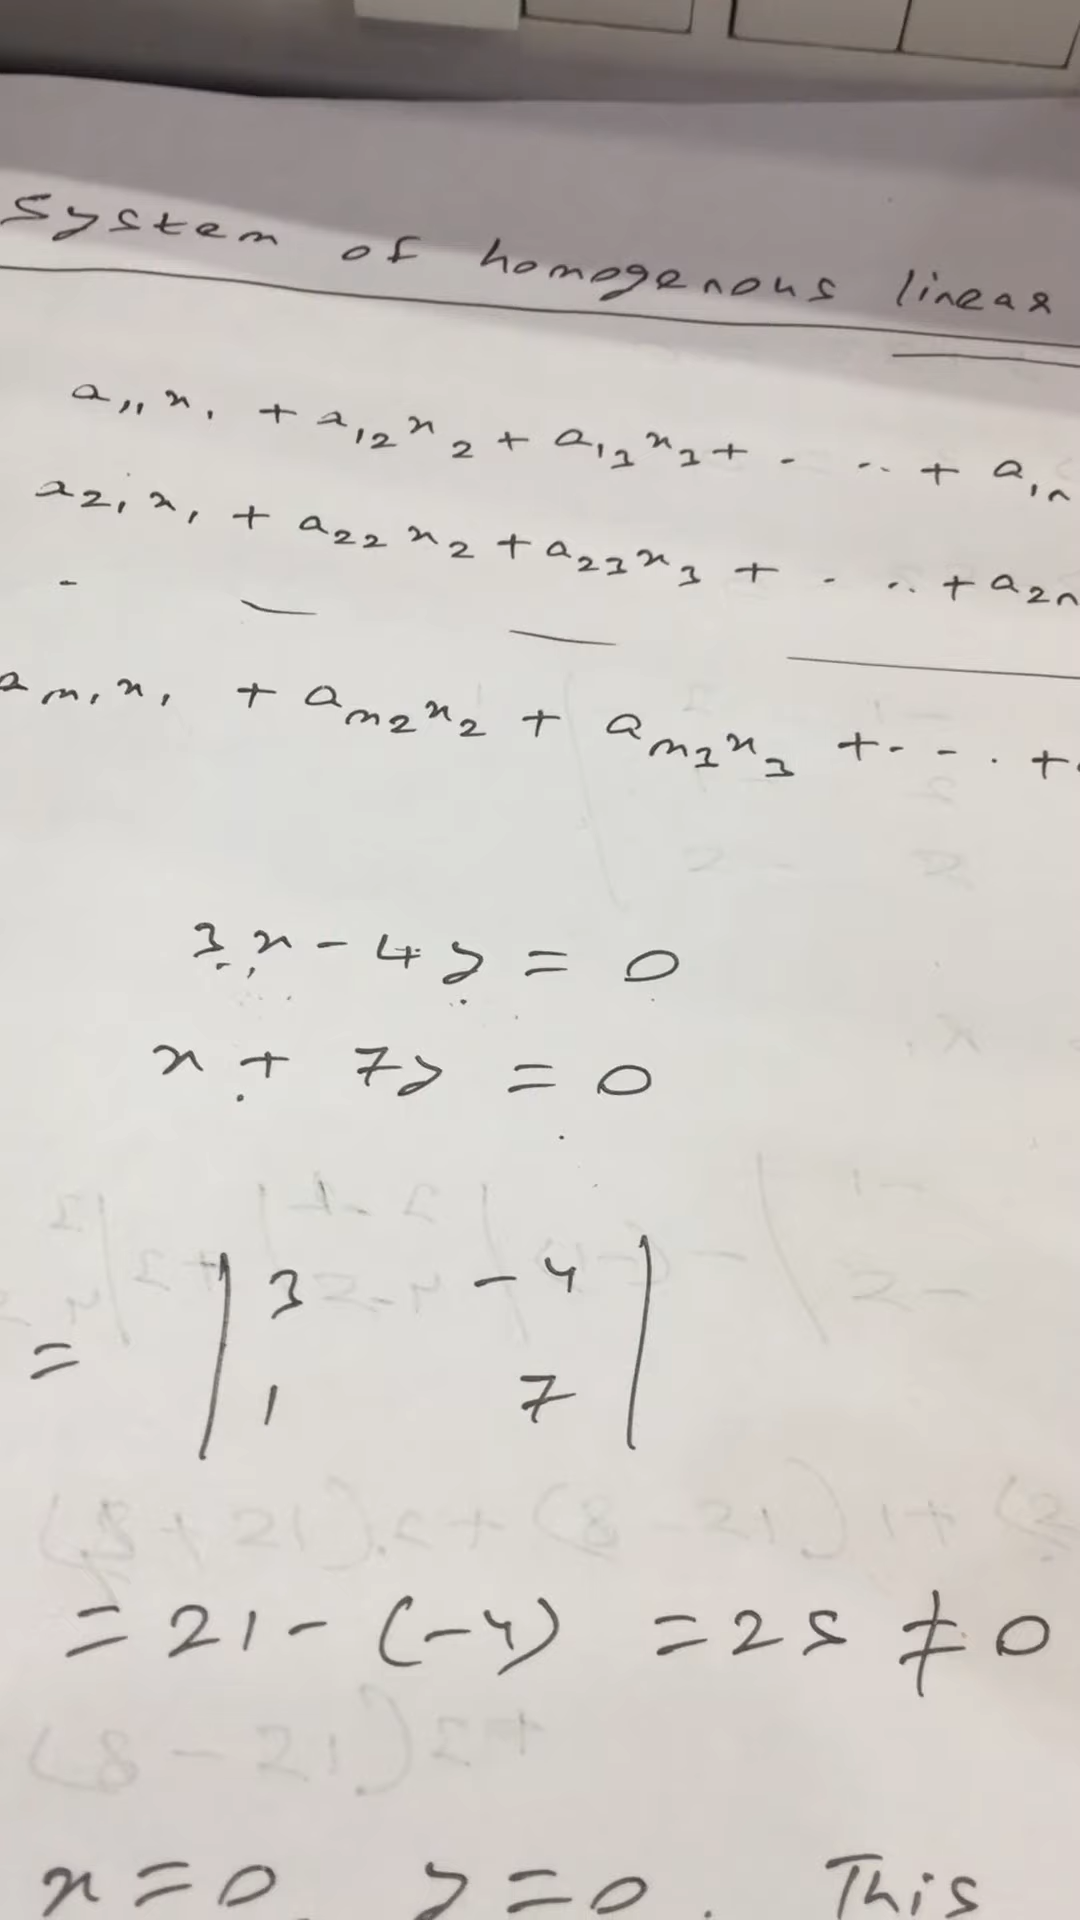 System of homogenous linear
a₁₁x₁ + a₁₂x₂ + a₁₃x₃ + - -- + a₁ₙ
a₂₁x₁ + a₂₂x₂ + a₂₃x₃ + - -- + a₂ₙ
aₘ₁x₁ + aₘ₂x₂ + aₘ₃x₃ + - - - +
3x - 4y = 0
x + 7y = 0
= | 3 -4 |
| 1 7 |
= 21 - (-4) = 25 ≠ 0
x = 0, y = 0. This